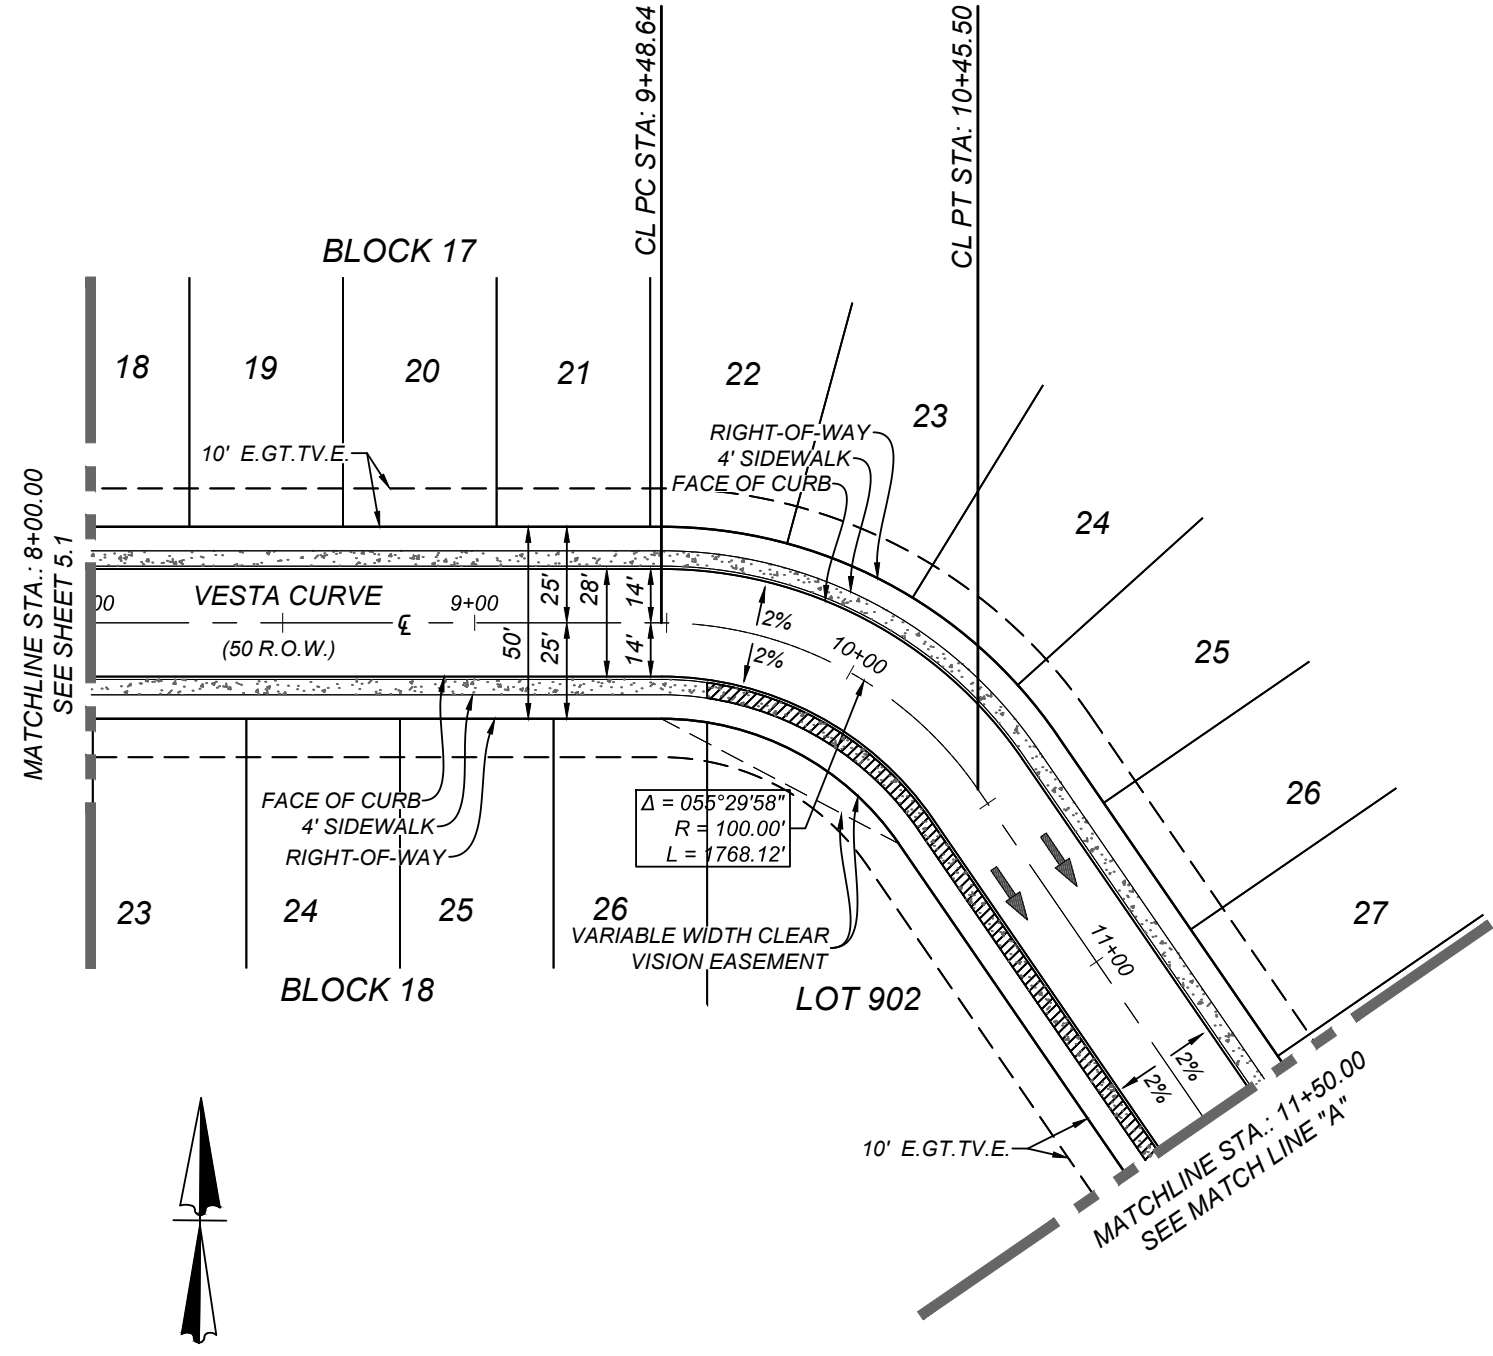 CL PC STA: 9+48.64
CL PT STA: 10+45.50
BLOCK 17
18
19
20
21
22
23
24
25
26
27
10' E.GT.TV.E.
RIGHT-OF-WAY
4' SIDEWALK
FACE OF CURB
MATCHLINE STA.: 8+00.00
SEE SHEET 5.1
VESTA CURVE
(50 R.O.W.)
00
℄
9+00
50'
25'
25'
28'
14'
14'
2%
2%
10+00
Δ = 055°29'58"
R = 100.00'
L = 1768.12'
FACE OF CURB
4' SIDEWALK
RIGHT-OF-WAY
23
24
25
26
BLOCK 18
VARIABLE WIDTH CLEAR
VISION EASEMENT
LOT 902
11+00
2%
2%
10' E.GT.TV.E.
MATCHLINE STA.: 11+50.00
SEE MATCH LINE "A"